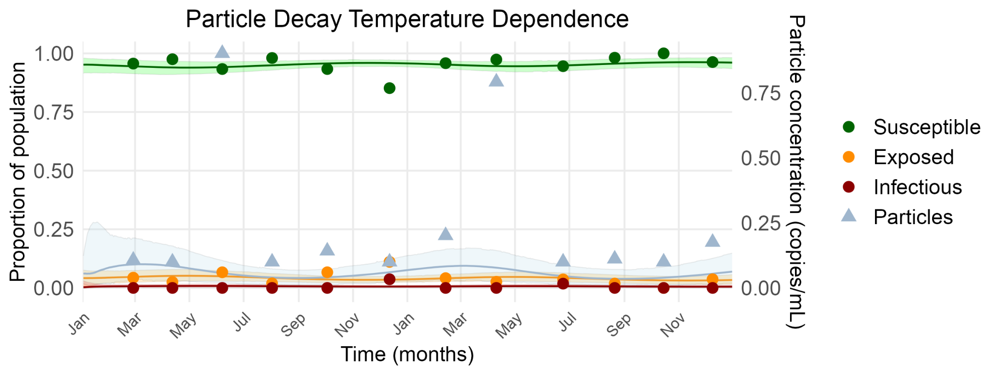 Particle Decay Temperature Dependence
Proportion of population
1.00
0.75
0.50
0.25
0.00
0.75
0.50
0.25
0.00
Particle concentration (copies/mL)
Jan Mar May Jul Sep Nov Jan Mar May Jul Sep Nov
Time (months)
Susceptible
Exposed
Infectious
Particles